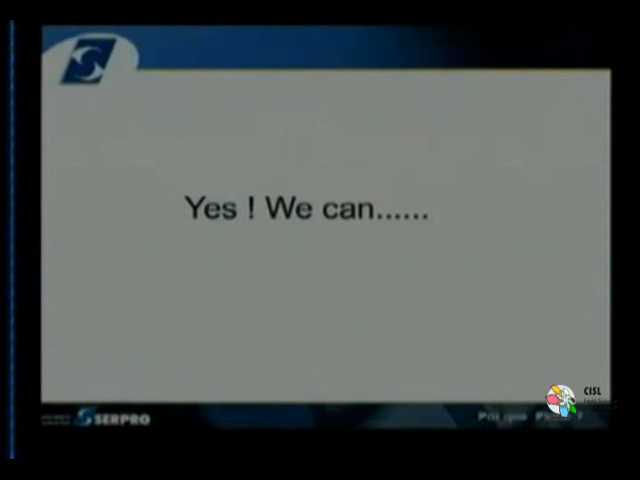 Yes ! We can......
CISL
SERPRO